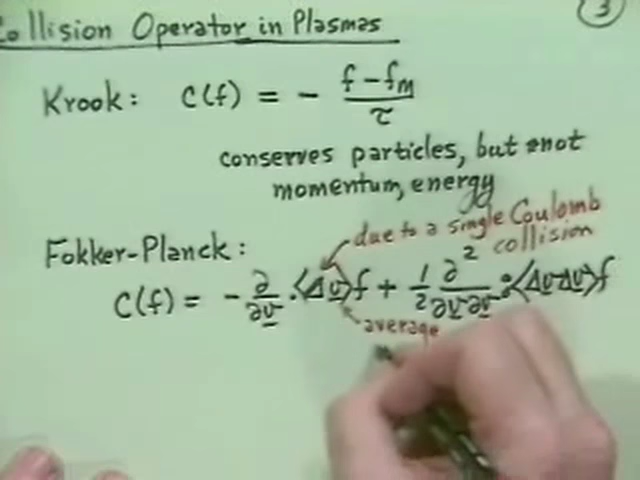 3
Collision Operator in Plasmas
Krook: C(f) = - (f - f_M) / τ
conserves particles, but not
momentum, energy
due to a single Coulomb
collision
Fokker-Planck:
C(f) = - ∂/∂v · ⟨Δv⟩f + 1/2 ∂²/∂v∂v : ⟨ΔvΔv⟩f
average